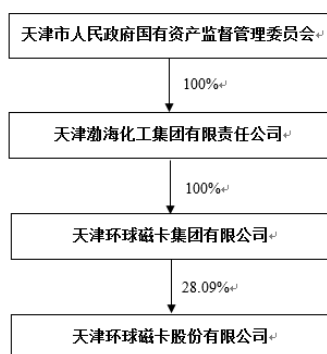 天津市人民政府国有资产监督管理委员会
100%
天津渤海化工集团有限责任公司
100%
天津环球磁卡集团有限公司
28.09%
天津环球磁卡股份有限公司